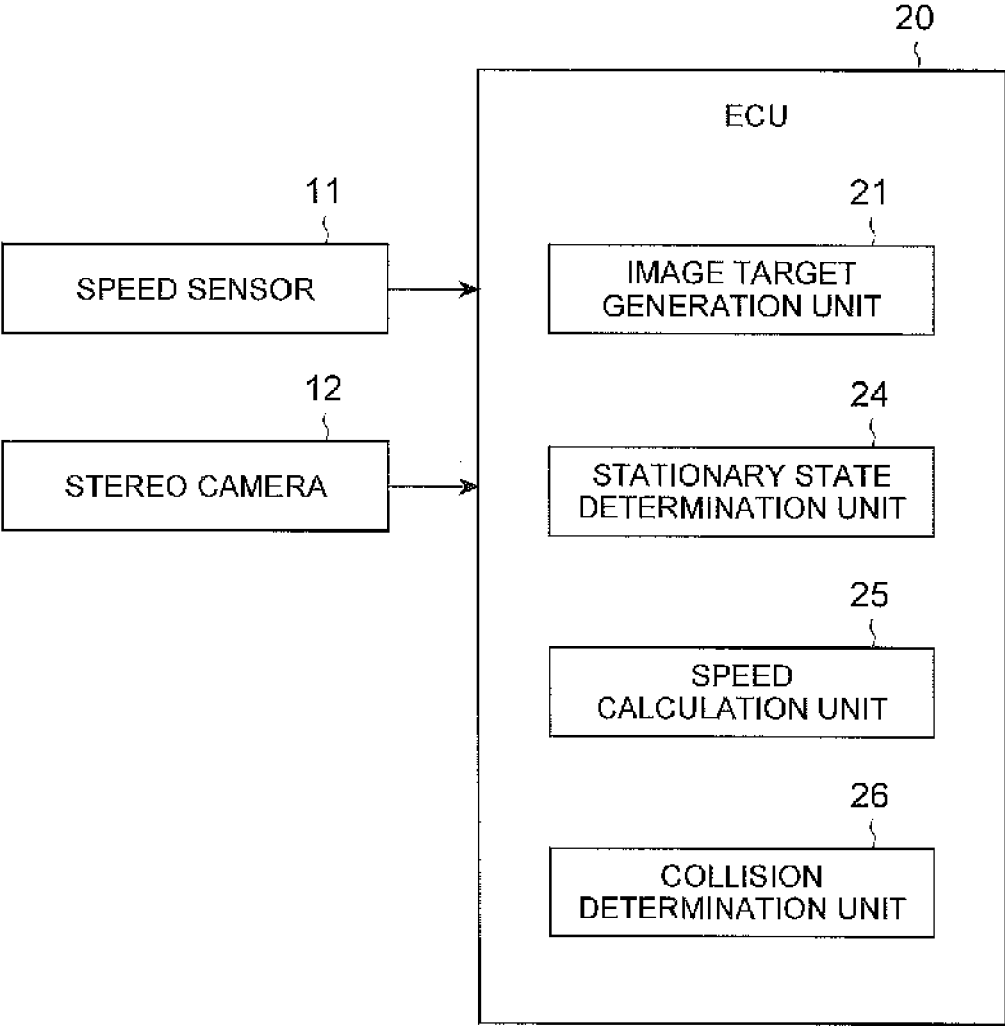 20
ECU
11
SPEED SENSOR
12
STEREO CAMERA
21
IMAGE TARGET
GENERATION UNIT
24
STATIONARY STATE
DETERMINATION UNIT
25
SPEED
CALCULATION UNIT
26
COLLISION
DETERMINATION UNIT